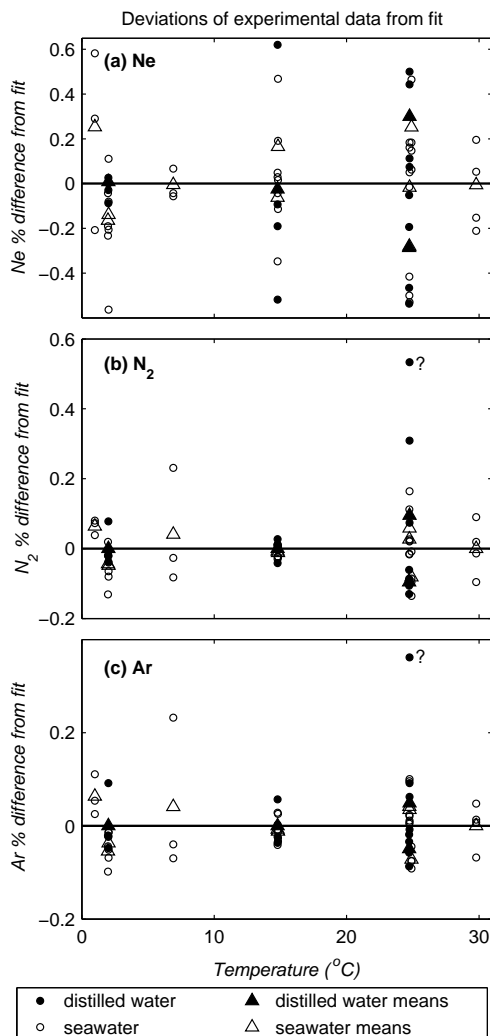 Deviations of experimental data from fit
(a) Ne
Ne % difference from fit
0.6
0.4
0.2
0
−0.2
−0.4
(b) N2
?
N2 % difference from fit
0.6
0.4
0.2
0
−0.2
(c) Ar
?
Ar % difference from fit
0.2
0
−0.2
0 10 20 30
Temperature (°C)
distilled water distilled water means
seawater seawater means